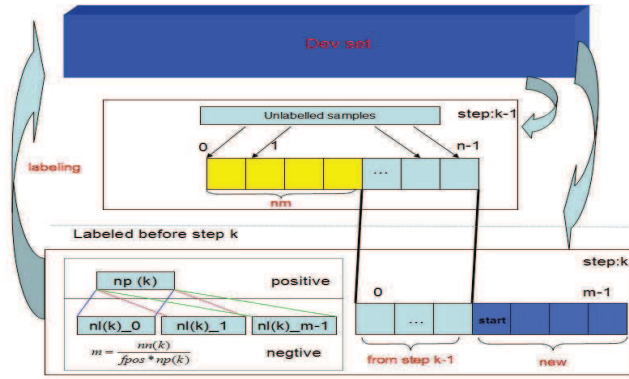 Dev set
step:k-1
Unlabelled samples
0 1 n-1
...
nm
labeling
Labeled before step k
step:k
np (k) positive
0 m-1
nl(k)_0 nl(k)_1 nl(k)_m-1
... start
m = nn(k) / fpos * np(k)
negtive
from step k-1 new